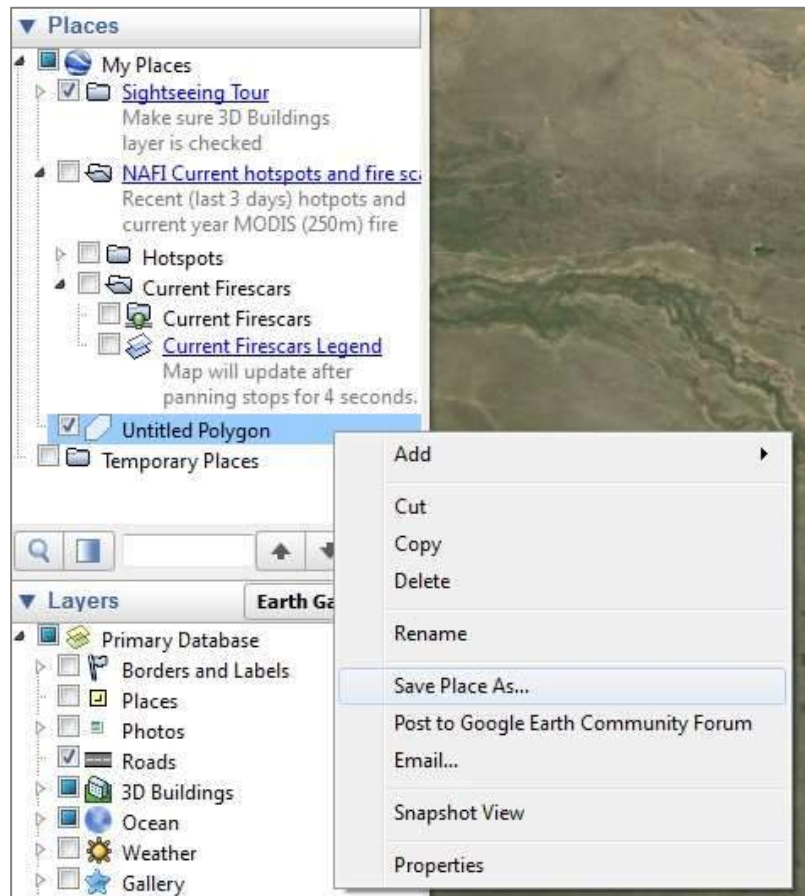 Places
My Places
Sightseeing Tour
Make sure 3D Buildings
layer is checked
NAFI Current hotspots and fire sc
Recent (last 3 days) hotpots and
current year MODIS (250m) fire
Hotspots
Current Firescars
Current Firescars
Current Firescars Legend
Map will update after
panning stops for 4 seconds.
Untitled Polygon
Temporary Places
Add
Cut
Copy
Delete
Rename
Save Place As...
Post to Google Earth Community Forum
Email...
Snapshot View
Properties
Layers
Earth Ga
Primary Database
Borders and Labels
Places
Photos
Roads
3D Buildings
Ocean
Weather
Gallery